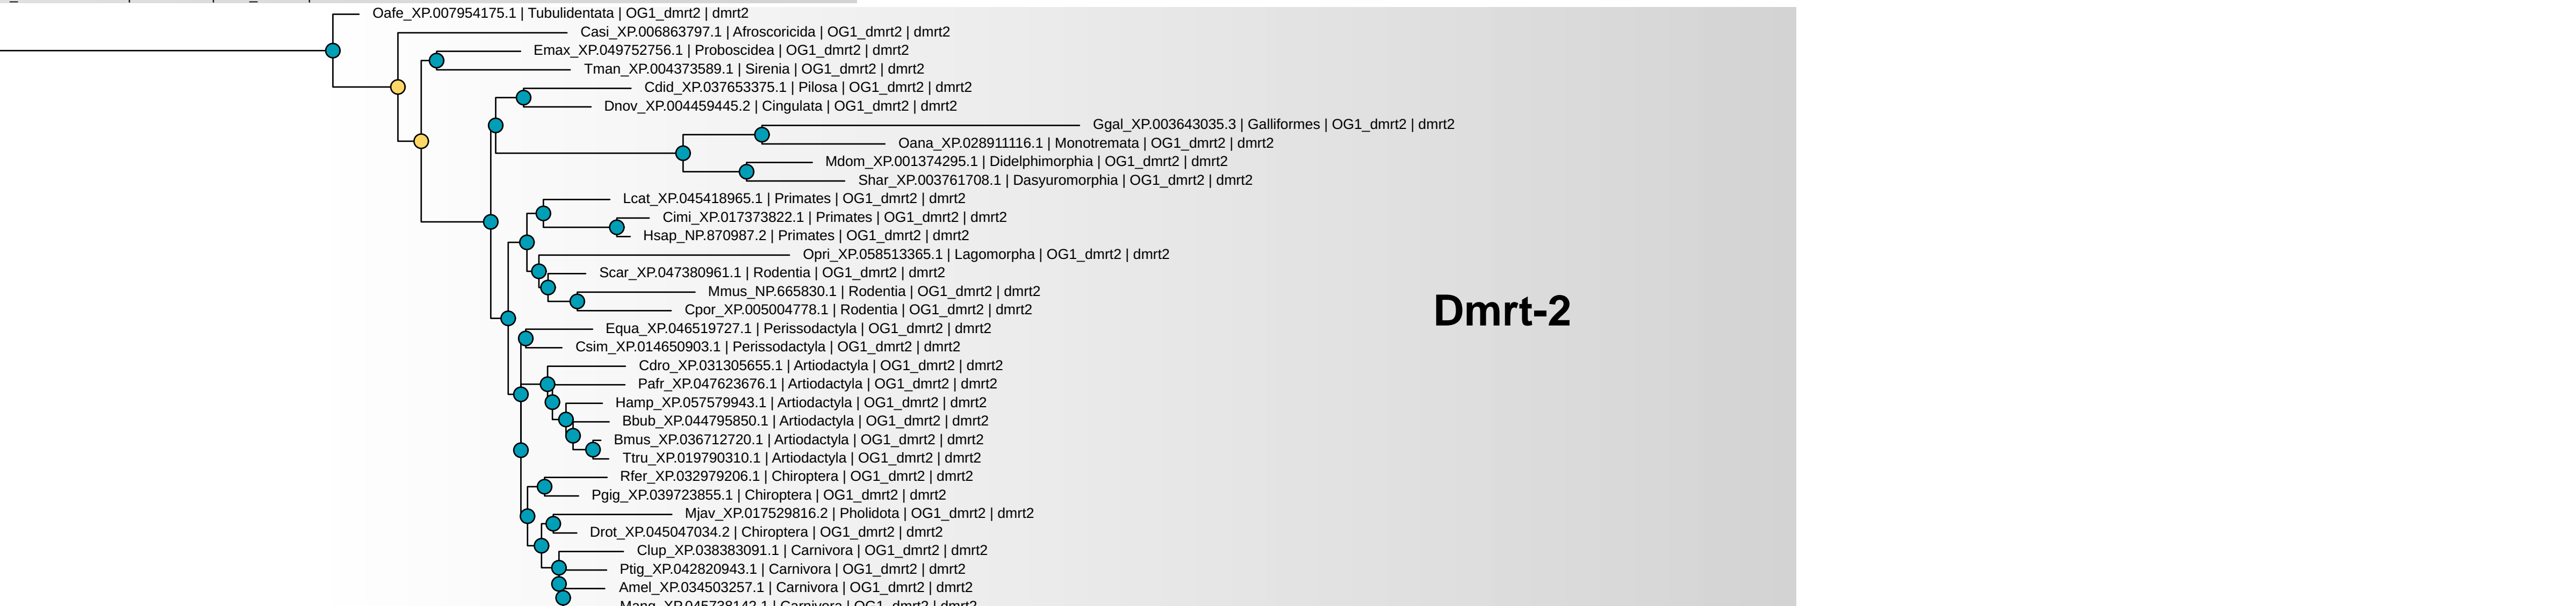 Oafe_XP.007954175.1 | Tubulidentata | OG1_dmrt2 | dmrt2
Casi_XP.006863797.1 | Afroscoricida | OG1_dmrt2 | dmrt2
Emax_XP.049752756.1 | Proboscidea | OG1_dmrt2 | dmrt2
Tman_XP.004373589.1 | Sirenia | OG1_dmrt2 | dmrt2
Cdid_XP.037653375.1 | Pilosa | OG1_dmrt2 | dmrt2
Dnov_XP.004459445.2 | Cingulata | OG1_dmrt2 | dmrt2
Ggal_XP.003643035.3 | Galliformes | OG1_dmrt2 | dmrt2
Oana_XP.028911116.1 | Monotremata | OG1_dmrt2 | dmrt2
Mdom_XP.001374295.1 | Didelphimorphia | OG1_dmrt2 | dmrt2
Shar_XP.003761708.1 | Dasyuromorphia | OG1_dmrt2 | dmrt2
Lcat_XP.045418965.1 | Primates | OG1_dmrt2 | dmrt2
Cimi_XP.017373822.1 | Primates | OG1_dmrt2 | dmrt2
Hsap_NP.870987.2 | Primates | OG1_dmrt2 | dmrt2
Opri_XP.058513365.1 | Lagomorpha | OG1_dmrt2 | dmrt2
Scar_XP.047380961.1 | Rodentia | OG1_dmrt2 | dmrt2
Mmus_NP.665830.1 | Rodentia | OG1_dmrt2 | dmrt2
Cpor_XP.005004778.1 | Rodentia | OG1_dmrt2 | dmrt2
Dmrt-2
Equa_XP.046519727.1 | Perissodactyla | OG1_dmrt2 | dmrt2
Csim_XP.014650903.1 | Perissodactyla | OG1_dmrt2 | dmrt2
Cdro_XP.031305655.1 | Artiodactyla | OG1_dmrt2 | dmrt2
Pafr_XP.047623676.1 | Artiodactyla | OG1_dmrt2 | dmrt2
Hamp_XP.057579943.1 | Artiodactyla | OG1_dmrt2 | dmrt2
Bbub_XP.044795850.1 | Artiodactyla | OG1_dmrt2 | dmrt2
Bmus_XP.036712720.1 | Artiodactyla | OG1_dmrt2 | dmrt2
Ttru_XP.019790310.1 | Artiodactyla | OG1_dmrt2 | dmrt2
Rfer_XP.032979206.1 | Chiroptera | OG1_dmrt2 | dmrt2
Pgig_XP.039723855.1 | Chiroptera | OG1_dmrt2 | dmrt2
Mjav_XP.017529816.2 | Pholidota | OG1_dmrt2 | dmrt2
Drot_XP.045047034.2 | Chiroptera | OG1_dmrt2 | dmrt2
Clup_XP.038383091.1 | Carnivora | OG1_dmrt2 | dmrt2
Ptig_XP.042820943.1 | Carnivora | OG1_dmrt2 | dmrt2
Amel_XP.034503257.1 | Carnivora | OG1_dmrt2 | dmrt2